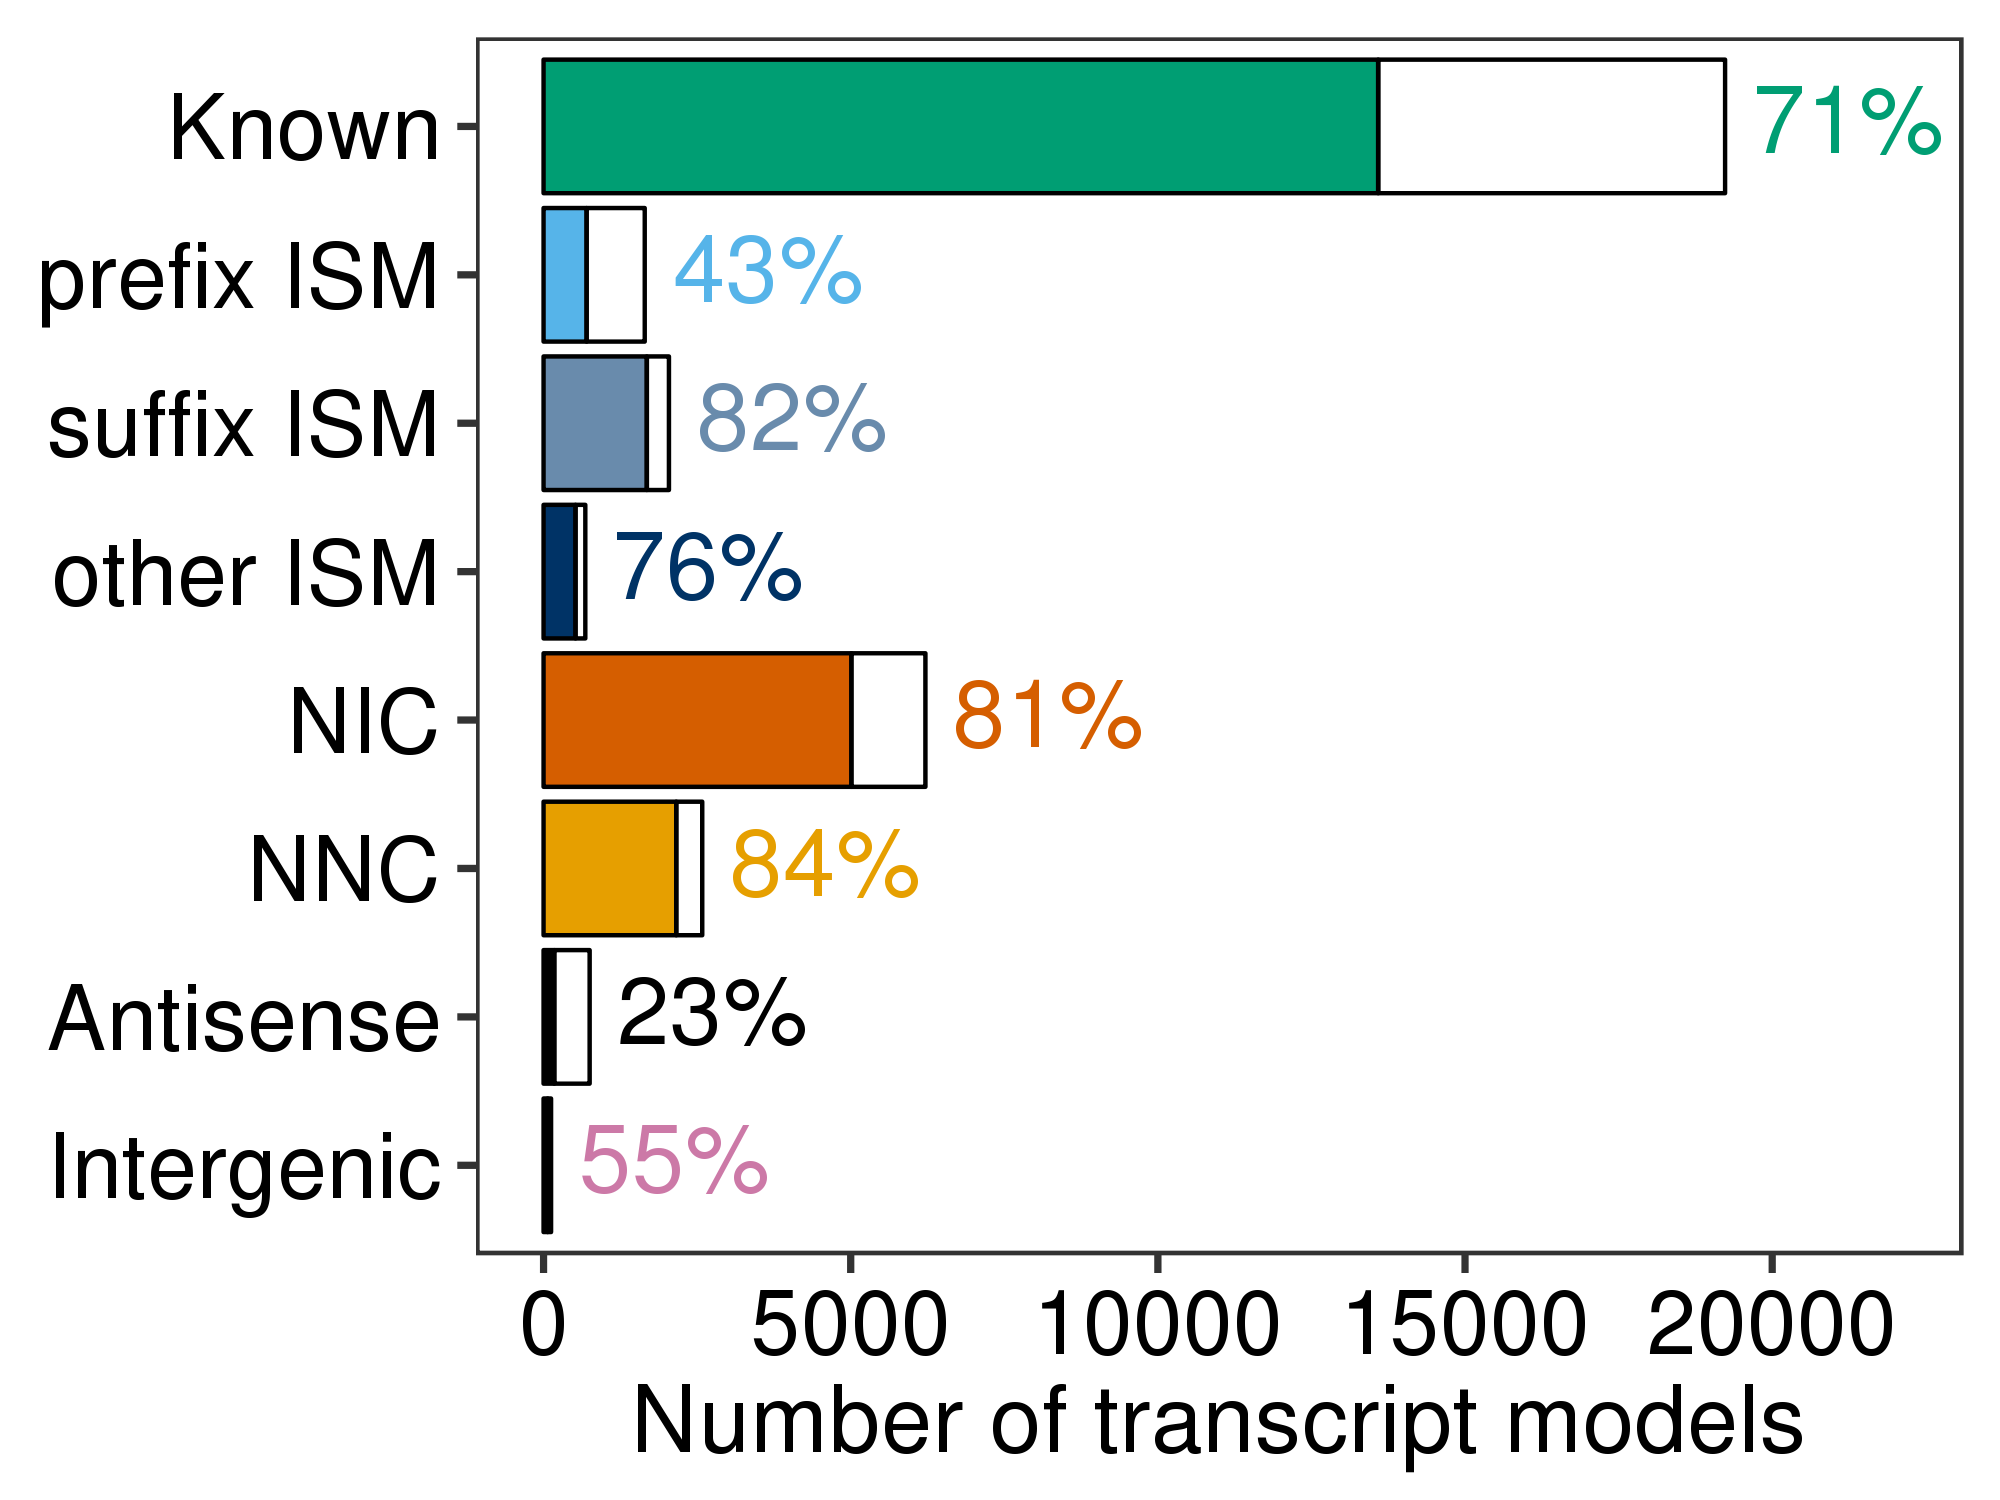 Known 71%
prefix ISM 43%
suffix ISM 82%
other ISM 76%
NIC 81%
NNC 84%
Antisense 23%
Intergenic 55%
0 5000 10000 15000 20000
Number of transcript models